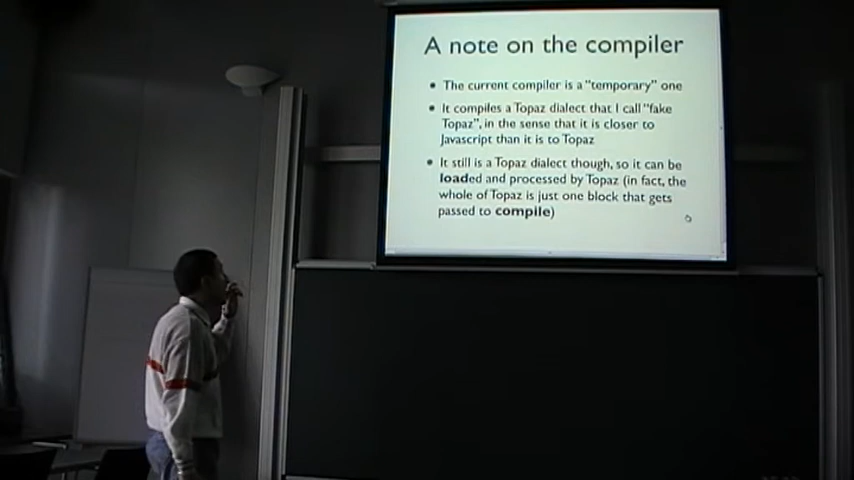 A note on the compiler
• The current compiler is a "temporary" one
• It compiles a Topaz dialect that I call "fake
Topaz", in the sense that it is closer to
Javascript than it is to Topaz
• It still is a Topaz dialect though, so it can be
loaded and processed by Topaz (in fact, the
whole of Topaz is just one block that gets
passed to compile)